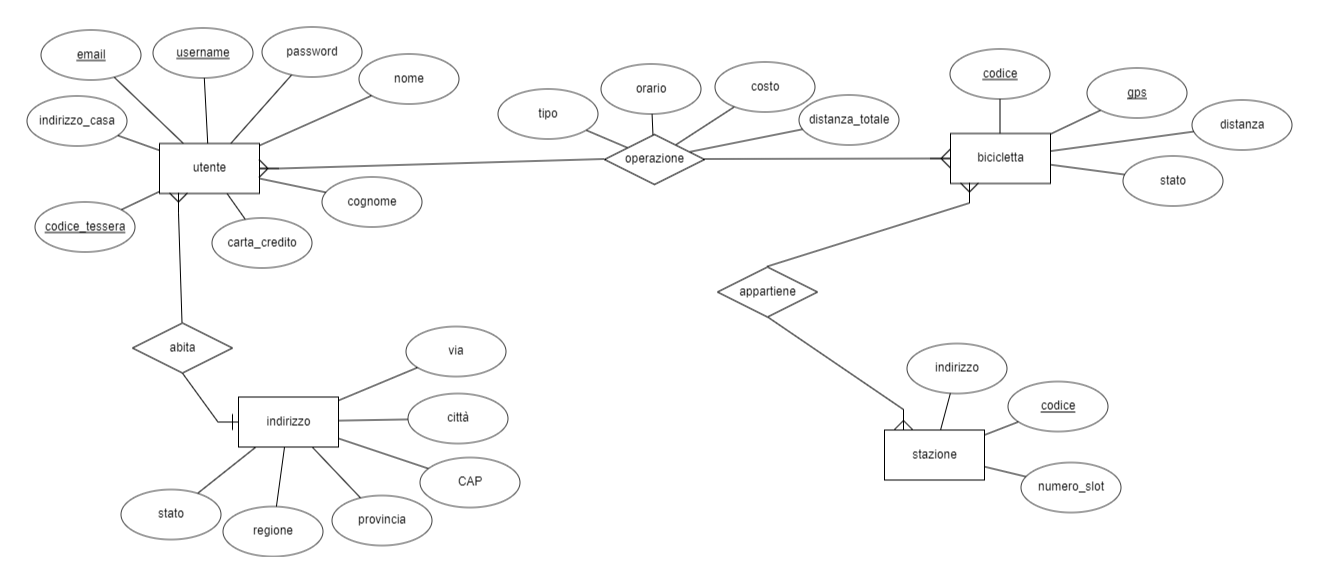 email
username
password
nome
indirizzo_casa
utente
codice_tessera
carta_credito
cognome
tipo
orario
costo
distanza_totale
operazione
codice
gps
distanza
bicicletta
stato
appartiene
abita
via
indirizzo
città
CAP
stato
regione
provincia
indirizzo
codice
stazione
numero_slot